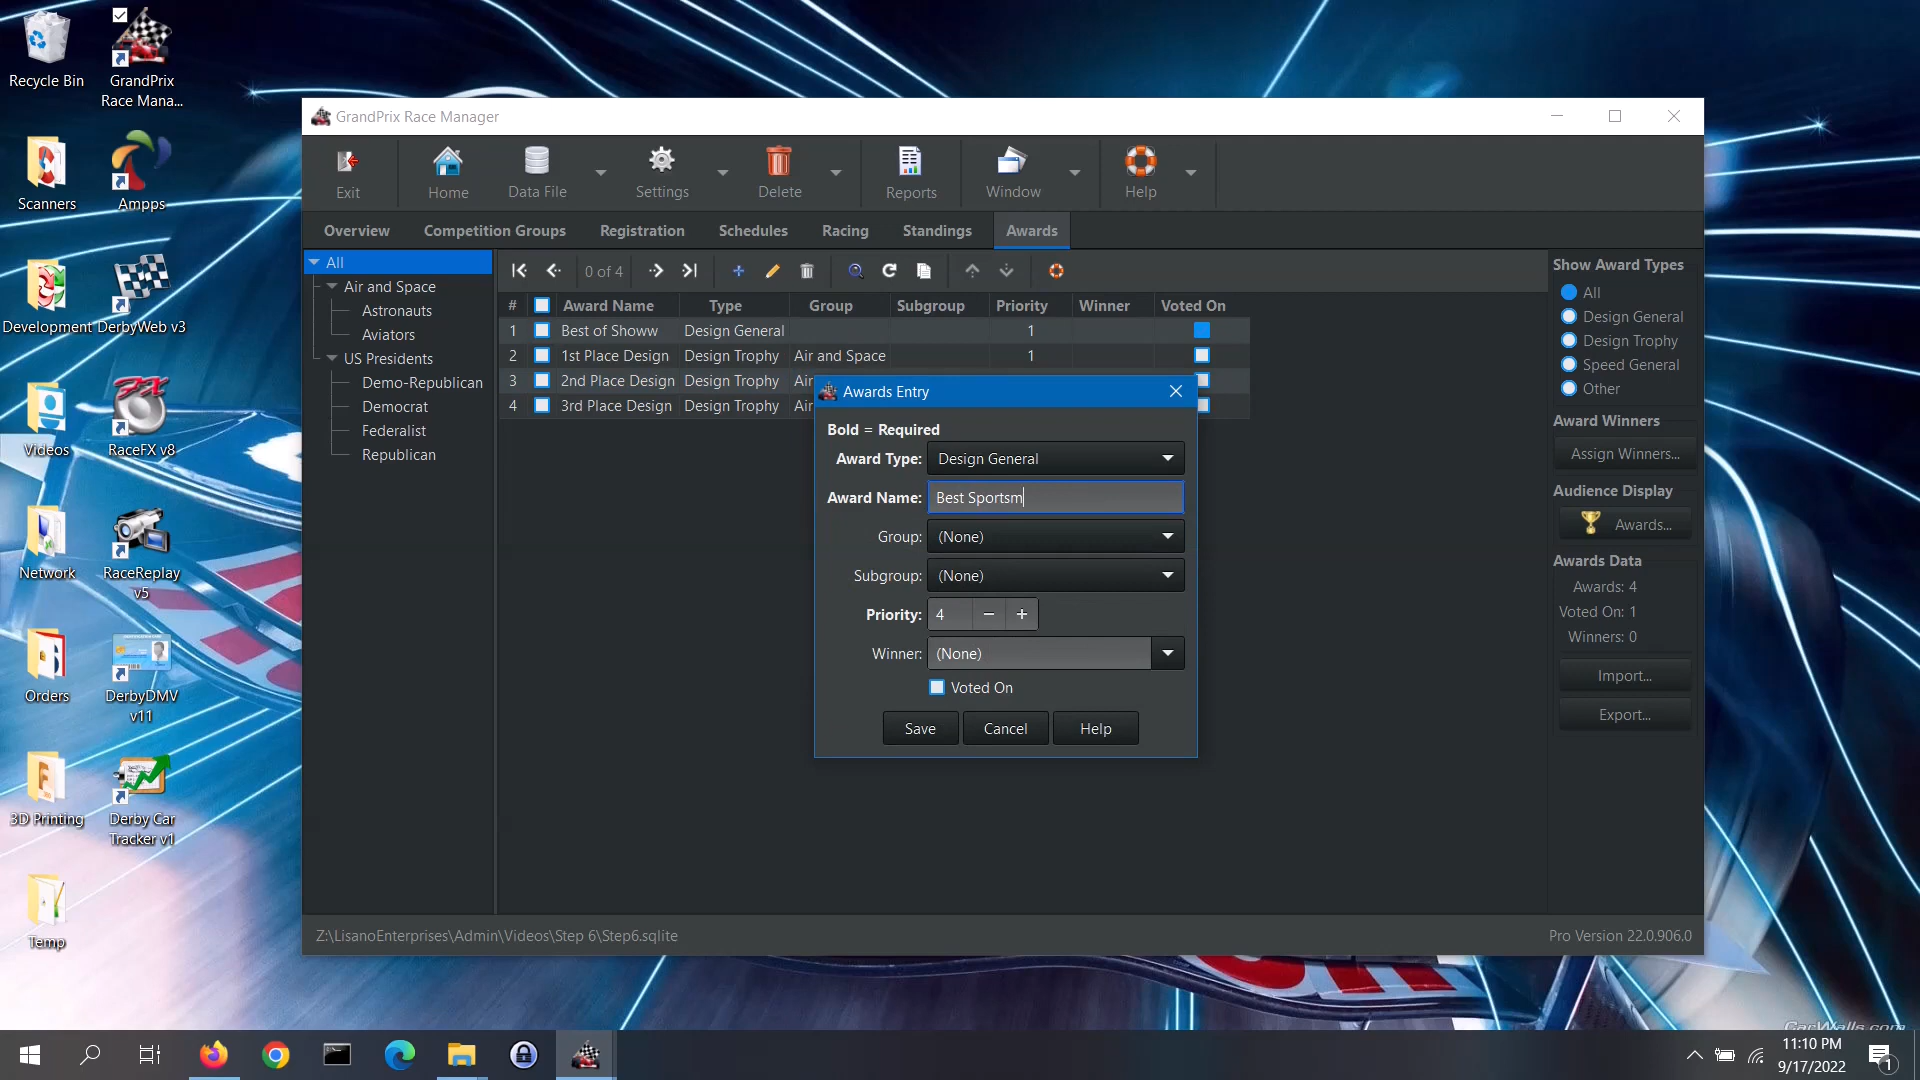 Recycle Bin
GrandPrix
Race Mana...
Scanners
Ampps
Development
DerbyWeb v3
Videos
RaceFX v8
Network
RaceReplay
v5
Orders
DerbyDMV
v11
3D Printing
Derby Car
Tracker v1
Temp
GrandPrix Race Manager
Exit
Home
Data File
Settings
Delete
Reports
Window
Help
Overview
Competition Groups
Registration
Schedules
Racing
Standings
Awards
All
Air and Space
Astronauts
Aviators
US Presidents
Demo-Republican
Democrat
Federalist
Republican
0 of 4
# Award Name Type Group Subgroup Priority Winner Voted On
1 Best of Showw Design General 1
2 1st Place Design Design Trophy Air and Space 1
3 2nd Place Design Design Trophy Air
4 3rd Place Design Design Trophy Air
Awards Entry
Bold = Required
Award Type: Design General
Award Name: Best Sportsm
Group: (None)
Subgroup: (None)
Priority: 4 − +
Winner: (None)
Voted On
Save Cancel Help
Show Award Types
All
Design General
Design Trophy
Speed General
Other
Award Winners
Assign Winners...
Audience Display
Awards...
Awards Data
Awards: 4
Voted On: 1
Winners: 0
Import...
Export...
Z:\LisanoEnterprises\Admin\Videos\Step 6\Step6.sqlite
Pro Version 22.0.906.0
CarWalls.com
11:10 PM
9/17/2022
1